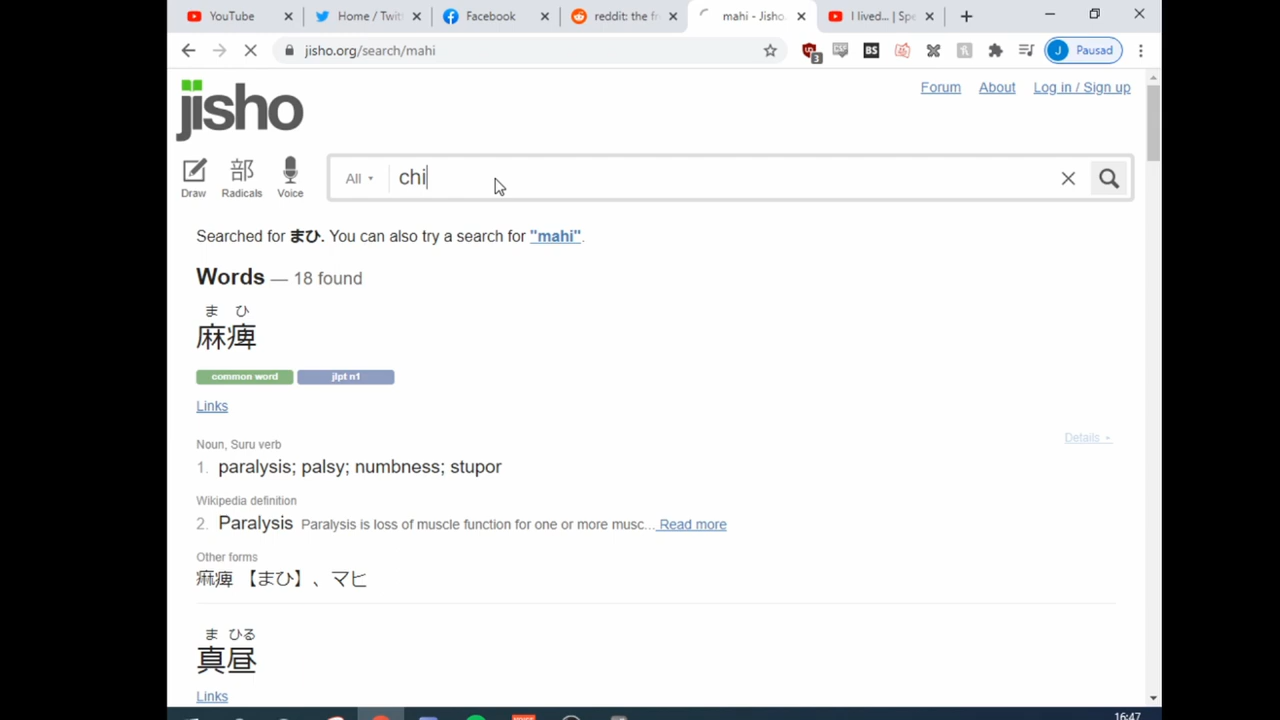 YouTube
Home / Twit
Facebook
reddit: the fr
mahi - Jisho.
I lived... | Spe
jisho.org/search/mahi
3
BS
J Pausad
jisho
Forum About Log in / Sign up
部
Draw Radicals Voice
All chi
Searched for まひ. You can also try a search for "mahi".
Words — 18 found
ま ひ
麻痺
common word jlpt n1
Links
Details
Noun, Suru verb
1. paralysis; palsy; numbness; stupor
Wikipedia definition
2. Paralysis Paralysis is loss of muscle function for one or more musc... Read more
Other forms
痲痺 【まひ】、マヒ
ま ひる
真昼
Links
16:47